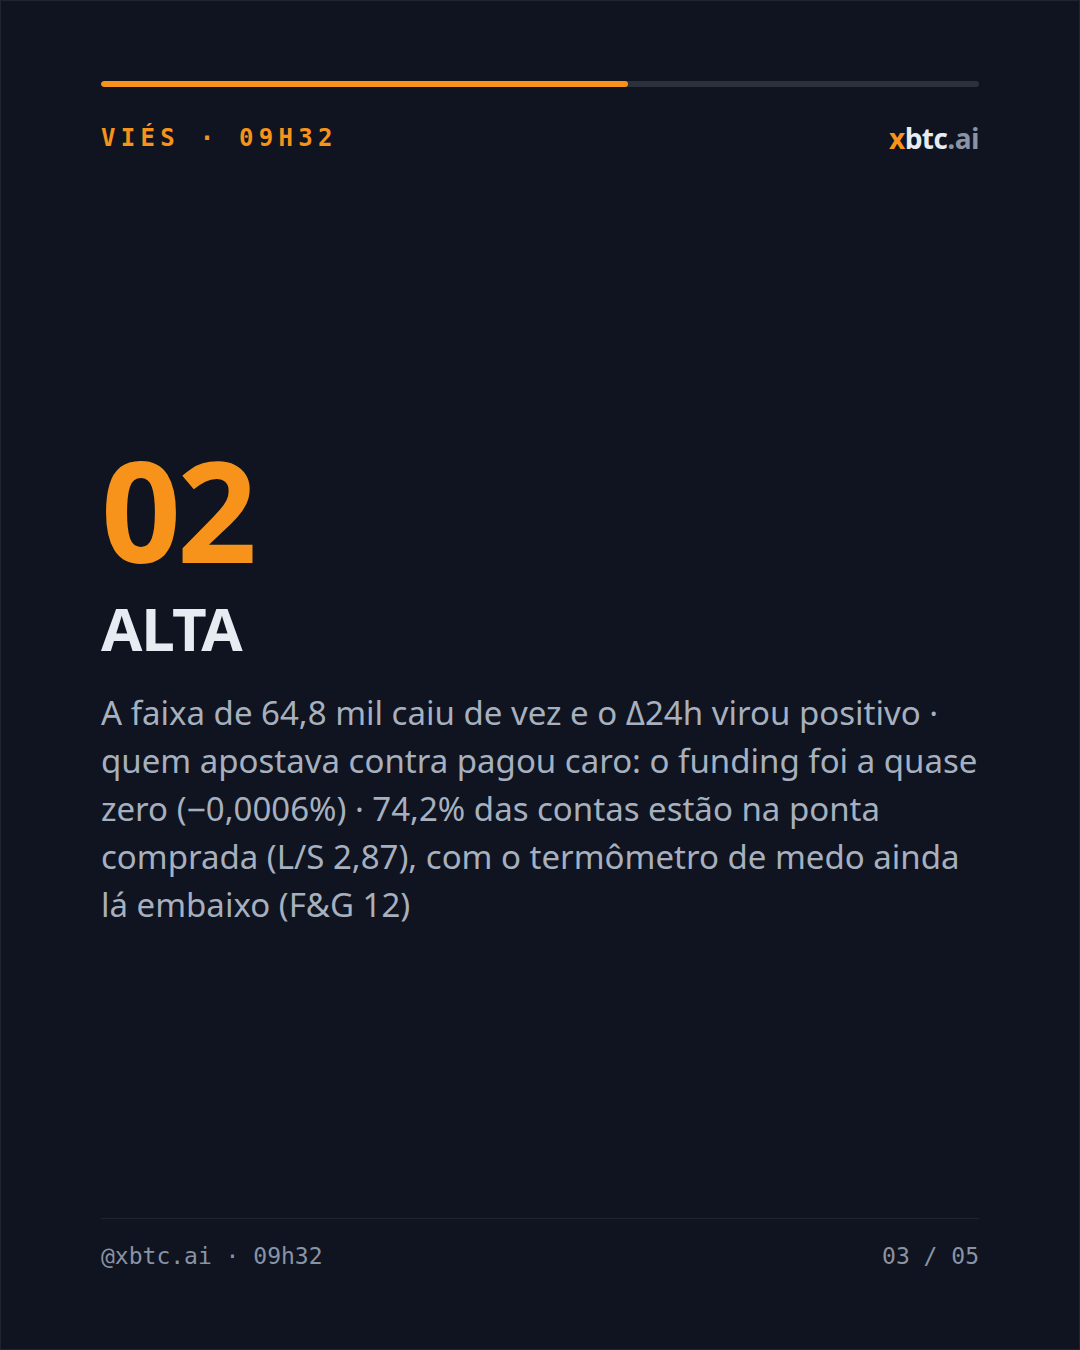 VIÉS · 09H32
xbtc.ai
02
ALTA
A faixa de 64,8 mil caiu de vez e o Δ24h virou positivo ·
quem apostava contra pagou caro: o funding foi a quase
zero (−0,0006%) · 74,2% das contas estão na ponta
comprada (L/S 2,87), com o termômetro de medo ainda
lá embaixo (F&G 12)
@xbtc.ai · 09h32
03 / 05